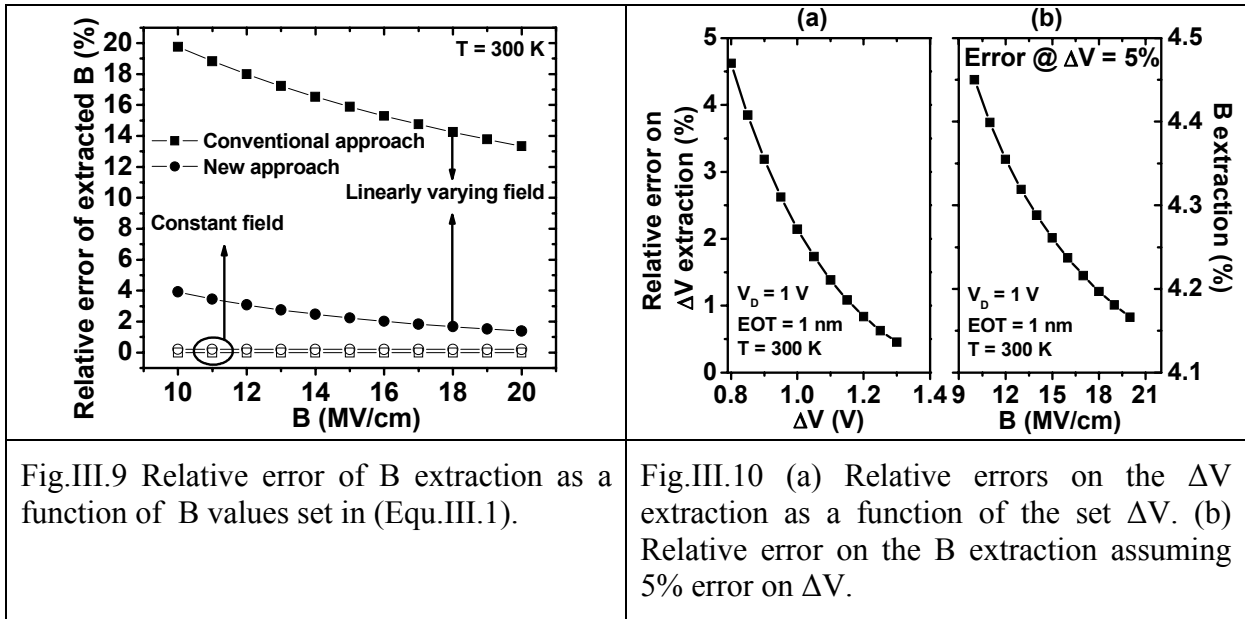 Relative error of extracted B (%)
20
18
16
14
12
10
8
6
4
2
0
T = 300 K
Conventional approach
New approach
Linearly varying field
Constant field
10 12 14 16 18 20
B (MV/cm)
Fig.III.9 Relative error of B extraction as a
function of B values set in (Equ.III.1).
(a)
Relative error on
ΔV extraction (%)
5
4
3
2
1
0
V_D = 1 V
EOT = 1 nm
T = 300 K
0.8 1.0 1.2 1.4
ΔV (V)
(b)
Error @ ΔV = 5%
4.5
4.4
4.3
4.2
4.1
B extraction
(%)
V_D = 1 V
EOT = 1 nm
T = 300 K
9 12 15 18 21
B (MV/cm)
Fig.III.10 (a) Relative errors on the ΔV
extraction as a function of the set ΔV. (b)
Relative error on the B extraction assuming
5% error on ΔV.